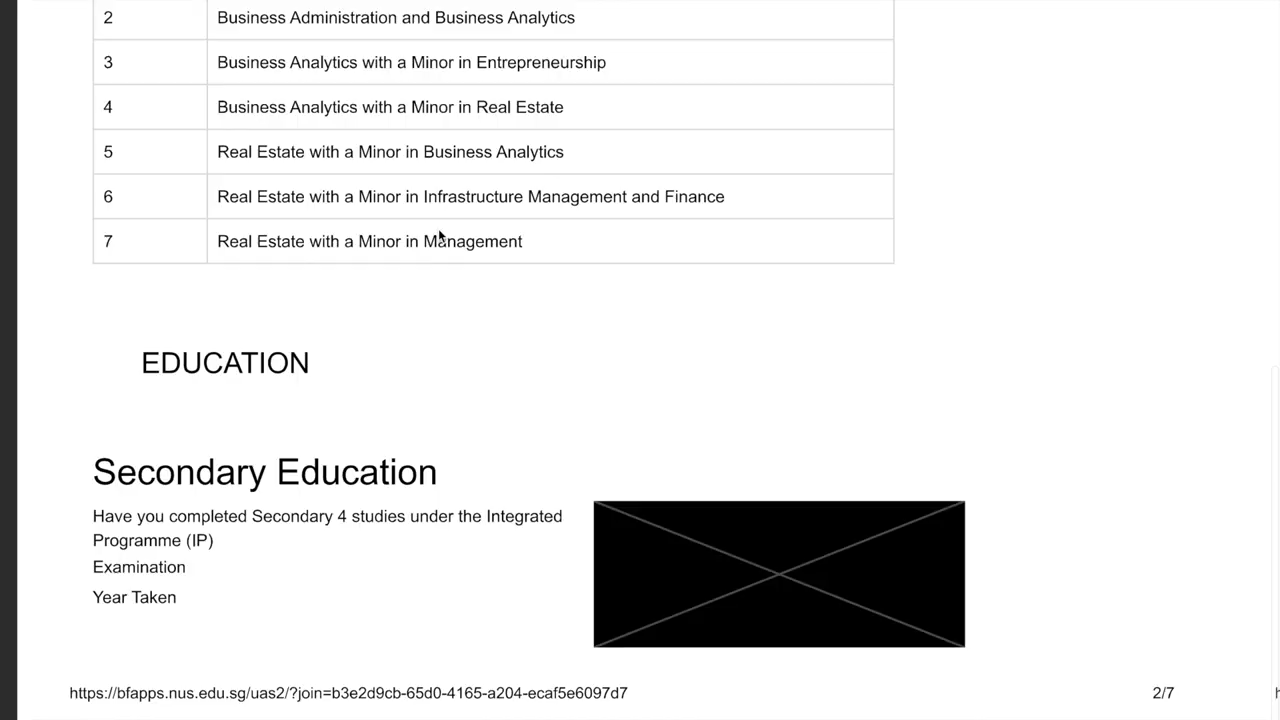 2 Business Administration and Business Analytics
3 Business Analytics with a Minor in Entrepreneurship
4 Business Analytics with a Minor in Real Estate
5 Real Estate with a Minor in Business Analytics
6 Real Estate with a Minor in Infrastructure Management and Finance
7 Real Estate with a Minor in Management
EDUCATION
Secondary Education
Have you completed Secondary 4 studies under the Integrated
Programme (IP)
Examination
Year Taken
https://bfapps.nus.edu.sg/uas2/?join=b3e2d9cb-65d0-4165-a204-ecaf5e6097d7 2/7